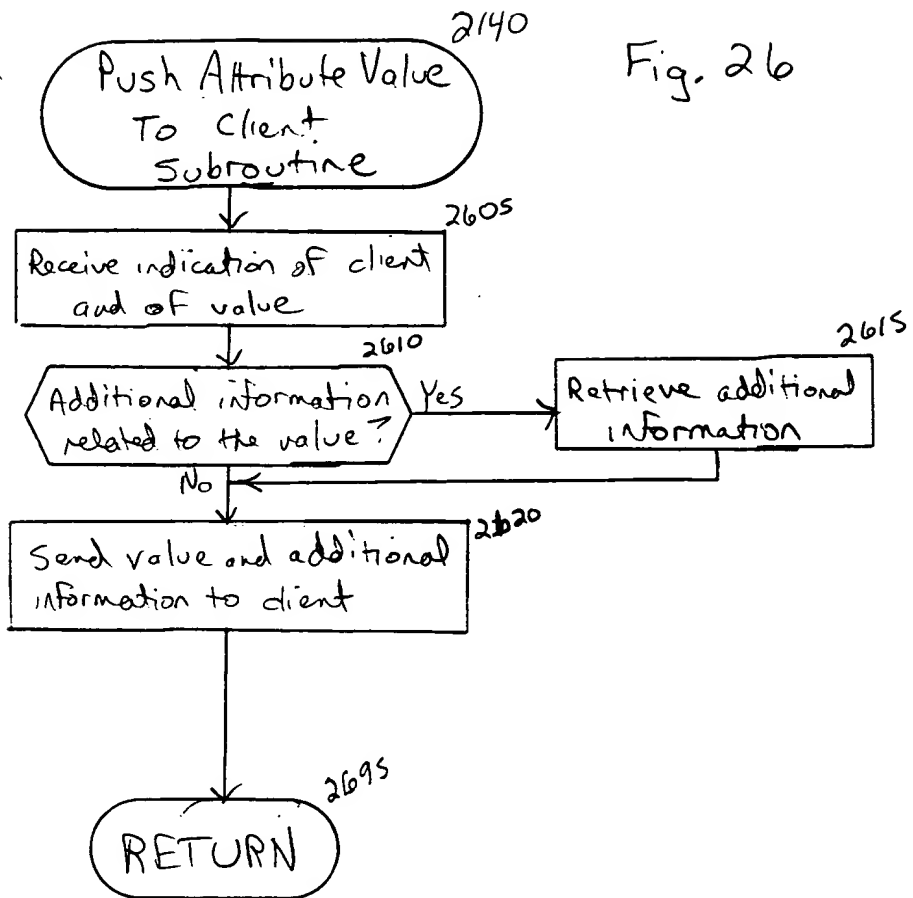 2140
Fig. 26
Push Attribute Value
To Client
Subroutine
2605
Receive indication of client
and of value
2610
2615
Additional information
related to the value?
Yes
Retrieve additional
information
No
2620
Send value and additional
information to client
2695
RETURN